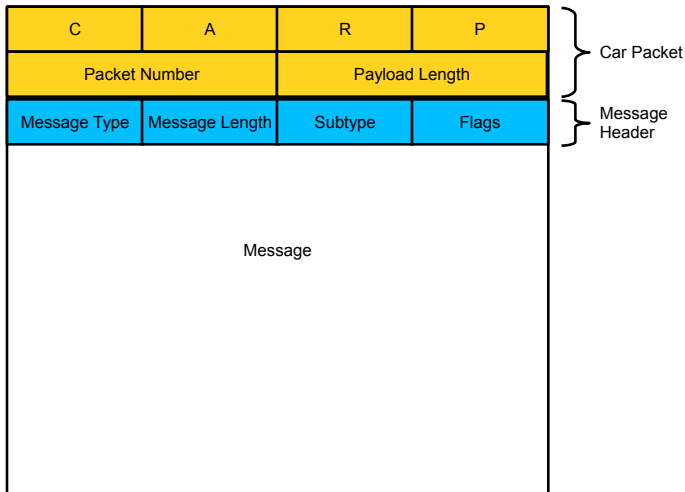 C A R P
Car Packet
Packet Number Payload Length
Message Type Message Length Subtype Flags
Message
Header
Message